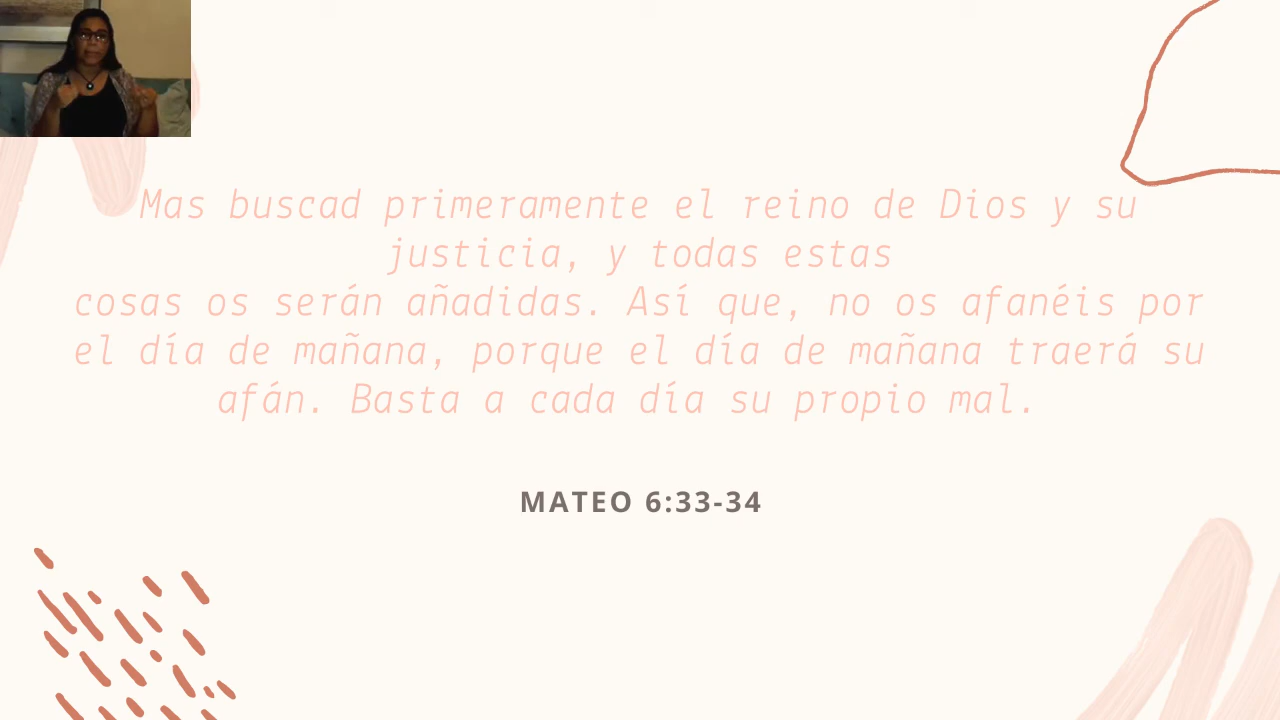 Mas buscad primeramente el reino de Dios y su
justicia, y todas estas
cosas os serán añadidas. Así que, no os afanéis por
el día de mañana, porque el día de mañana traerá su
afán. Basta a cada día su propio mal.
MATEO 6:33-34